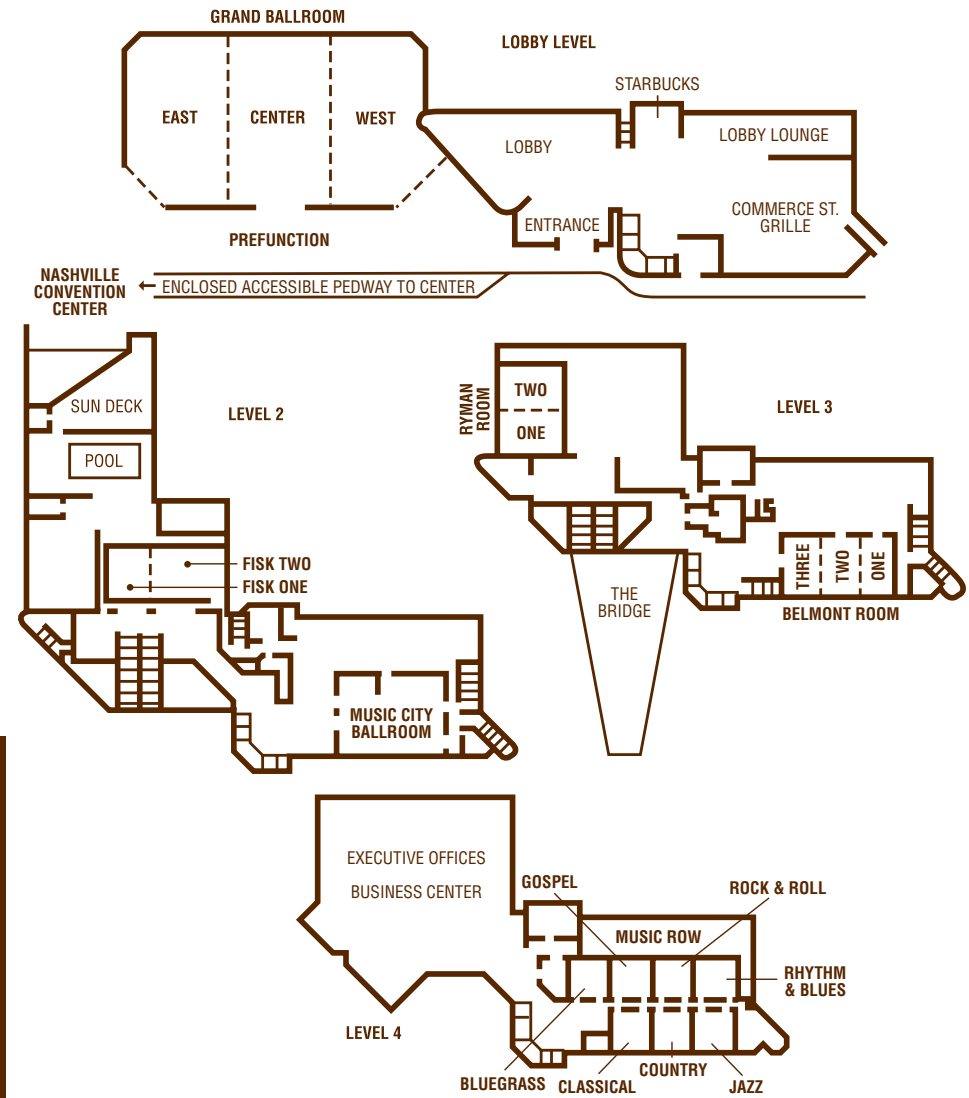 GRAND BALLROOM
LOBBY LEVEL
STARBUCKS
EAST
CENTER
WEST
LOBBY
LOBBY LOUNGE
ENTRANCE
COMMERCE ST.
GRILLE
PREFUNCTION
NASHVILLE
CONVENTION
CENTER
ENCLOSED ACCESSIBLE PEDWAY TO CENTER
SUN DECK
LEVEL 2
POOL
FISK TWO
FISK ONE
MUSIC CITY
BALLROOM
RYMAN
ROOM
TWO
ONE
LEVEL 3
THE
BRIDGE
THREE
TWO
ONE
BELMONT ROOM
EXECUTIVE OFFICES
BUSINESS CENTER
GOSPEL
ROCK & ROLL
MUSIC ROW
RHYTHM
& BLUES
LEVEL 4
BLUEGRASS
CLASSICAL
COUNTRY
JAZZ